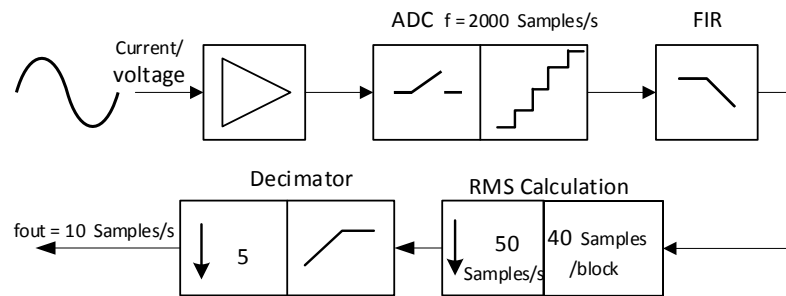 ADC f = 2000 Samples/s
FIR
Current/
voltage
Decimator
RMS Calculation
fout = 10 Samples/s
5
50
Samples/s
40 Samples
/block